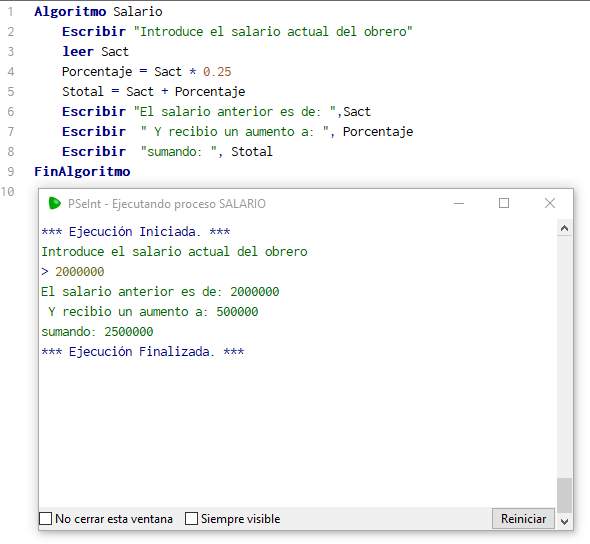 1 Algoritmo Salario
2 Escribir "Introduce el salario actual del obrero"
3 leer Sact
4 Porcentaje = Sact * 0.25
5 Stotal = Sact + Porcentaje
6 Escribir "El salario anterior es de: ",Sact
7 Escribir  " Y recibio un aumento a: ", Porcentaje
8 Escribir  "sumando: ", Stotal
9 FinAlgoritmo
10
PSeInt - Ejecutando proceso SALARIO
*** Ejecución Iniciada. ***
Introduce el salario actual del obrero
> 2000000
El salario anterior es de: 2000000
 Y recibio un aumento a: 500000
sumando: 2500000
*** Ejecución Finalizada. ***
No cerrar esta ventana Siempre visible Reiniciar